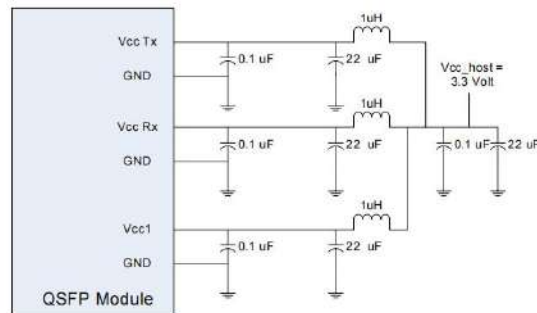 1uH
Vcc Tx
0.1 uF
22 uF
GND
Vcc_host =
3.3 Volt
1uH
Vcc Rx
0.1 uF
22 uF
0.1 uF
22 uF
GND
1uH
Vcc1
0.1 uF
22 uF
GND
QSFP Module